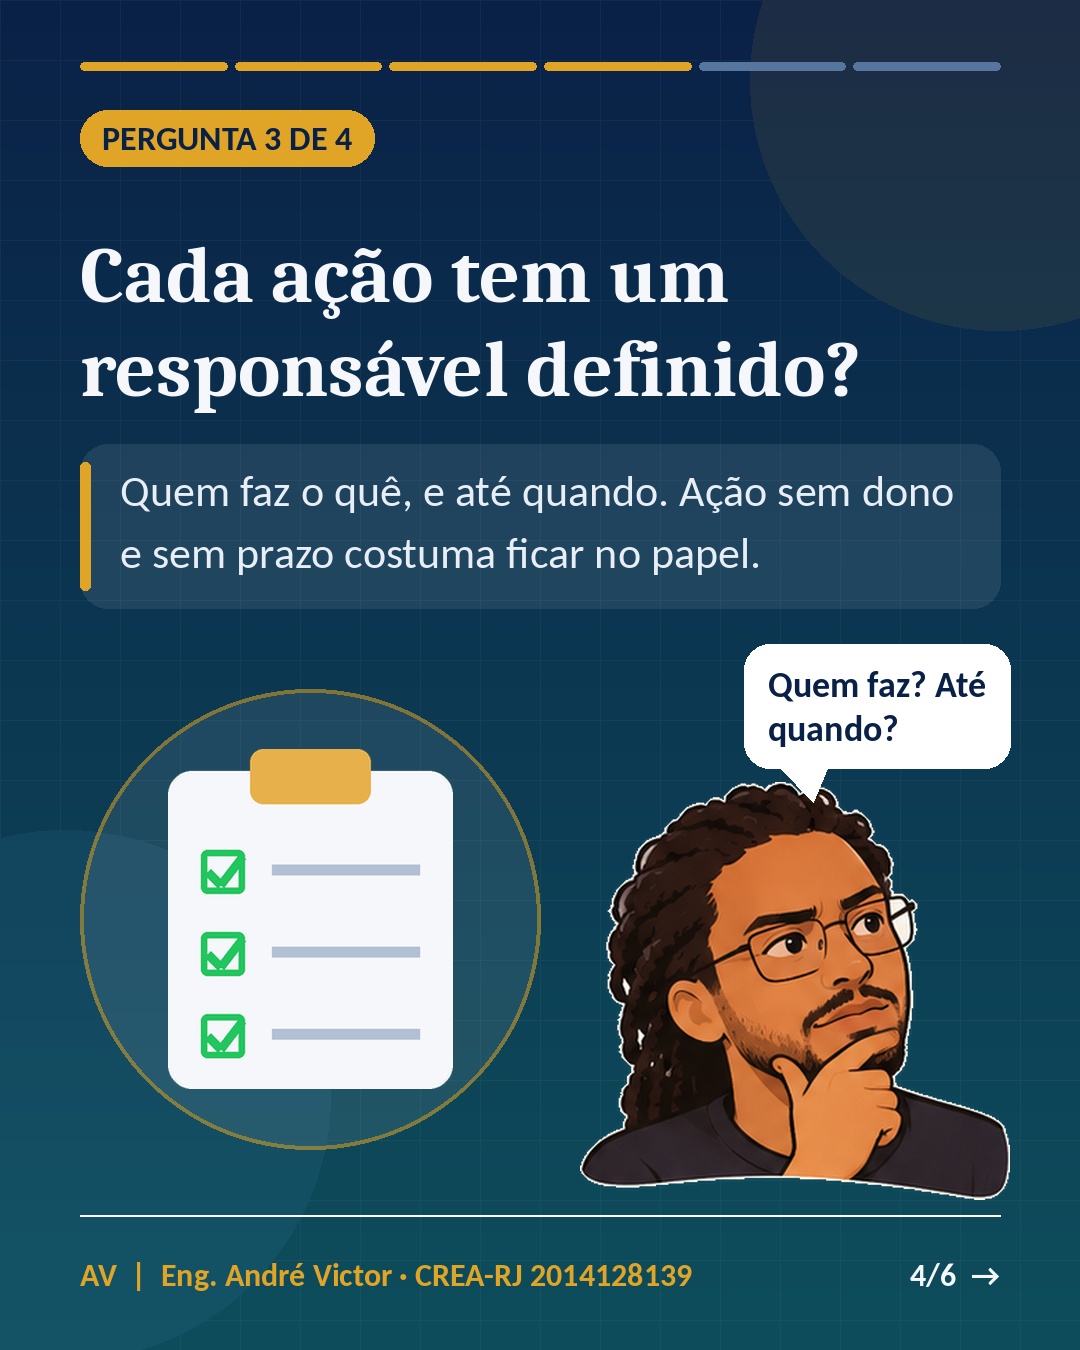 PERGUNTA 3 DE 4
Cada ação tem um
responsável definido?
Quem faz o quê, e até quando. Ação sem dono
e sem prazo costuma ficar no papel.
Quem faz? Até
quando?
AV | Eng. André Victor · CREA-RJ 2014128139
4/6 →